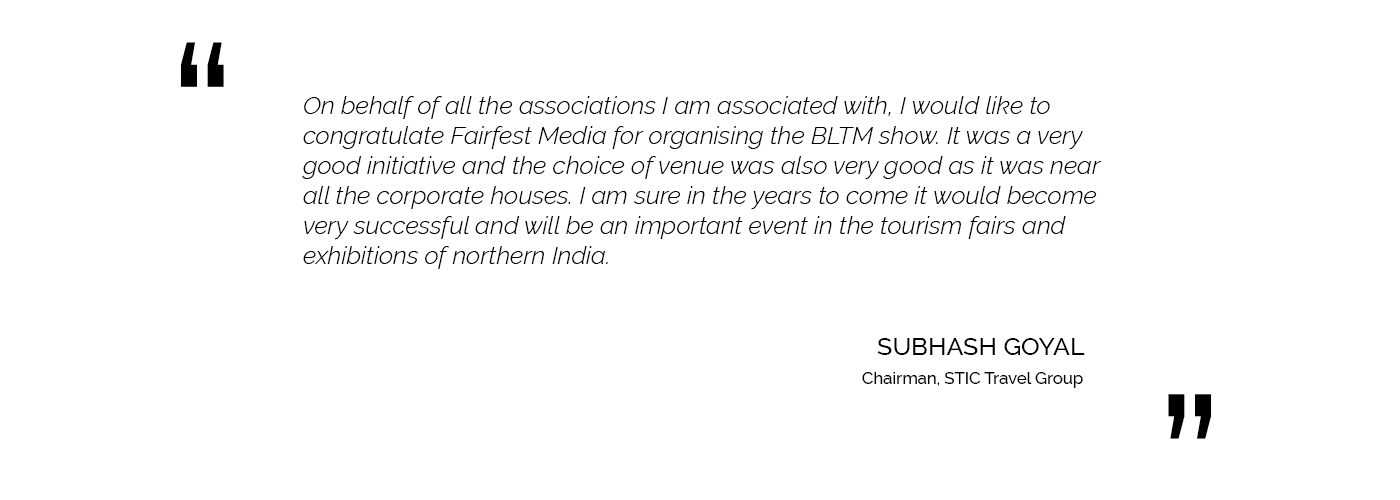 “
On behalf of all the associations I am associated with, I would like to
congratulate Fairfest Media for organising the BLTM show. It was a very
good initiative and the choice of venue was also very good as it was near
all the corporate houses. I am sure in the years to come it would become
very successful and will be an important event in the tourism fairs and
exhibitions of northern India.
SUBHASH GOYAL
Chairman, STIC Travel Group
”